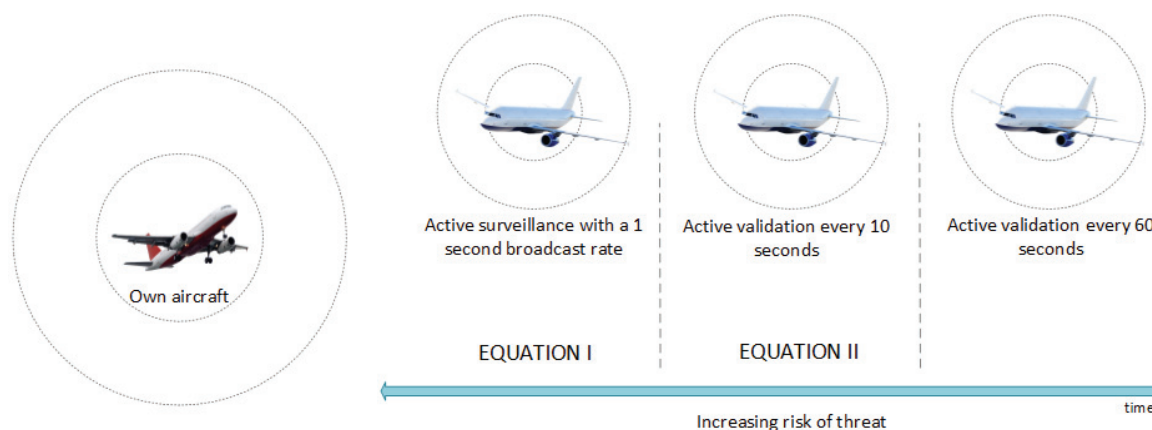 Own aircraft
Active surveillance with a 1
second broadcast rate
Active validation every 10
seconds
Active validation every 60
seconds
EQUATION I
EQUATION II
time
Increasing risk of threat